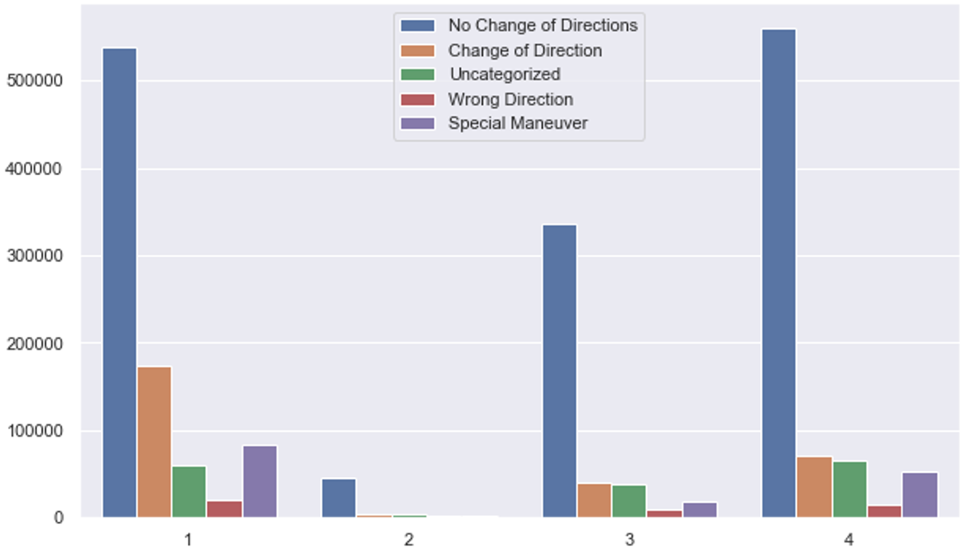 No Change of Directions
Change of Direction
Uncategorized
Wrong Direction
Special Maneuver
500000
400000
300000
200000
100000
0
1 2 3 4